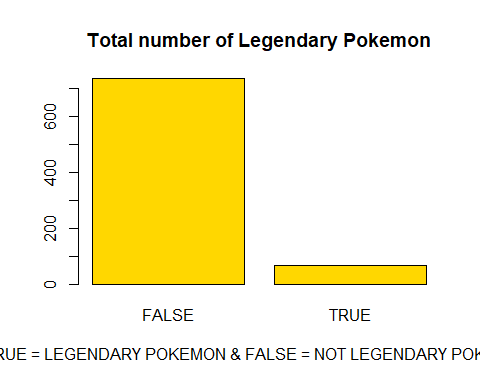 Total number of Legendary Pokemon
600
400
200
0
FALSE TRUE
RUE = LEGENDARY POKEMON & FALSE = NOT LEGENDARY POK